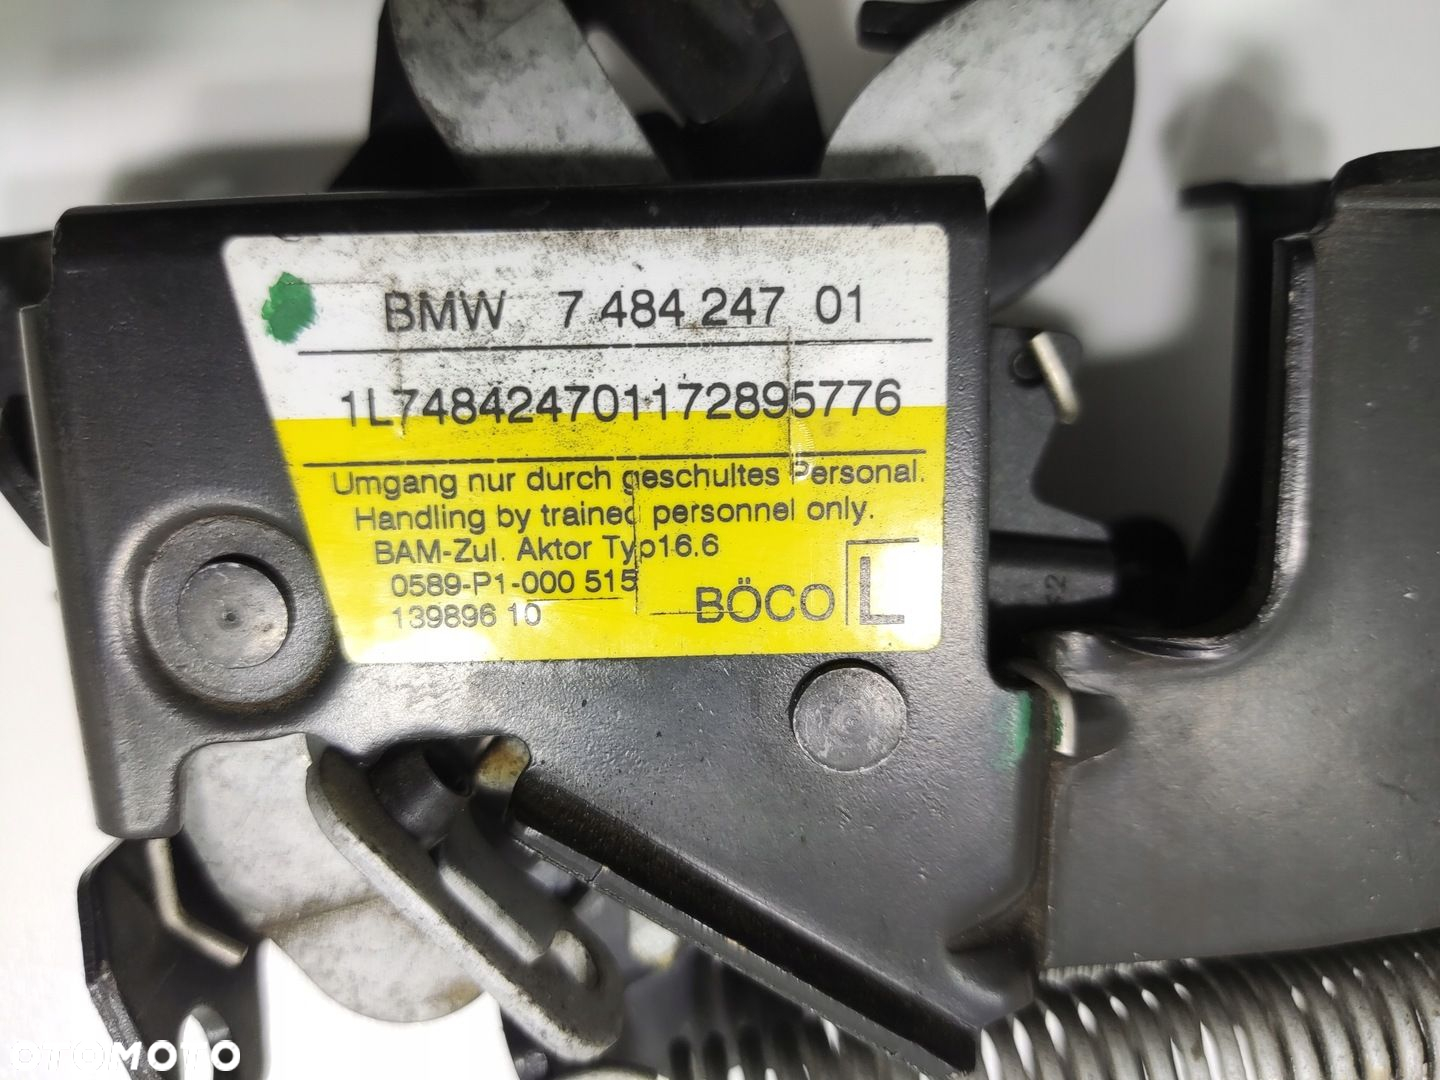 BMW 7 484 247 01
1L748424701172895776
Umgang nur durch geschultes Personal.
Handling by trained personnel only.
BAM-Zul. Aktor Typ16.6
0589-P1-000 515
139896 10
BÖCO L
OTOMOTO